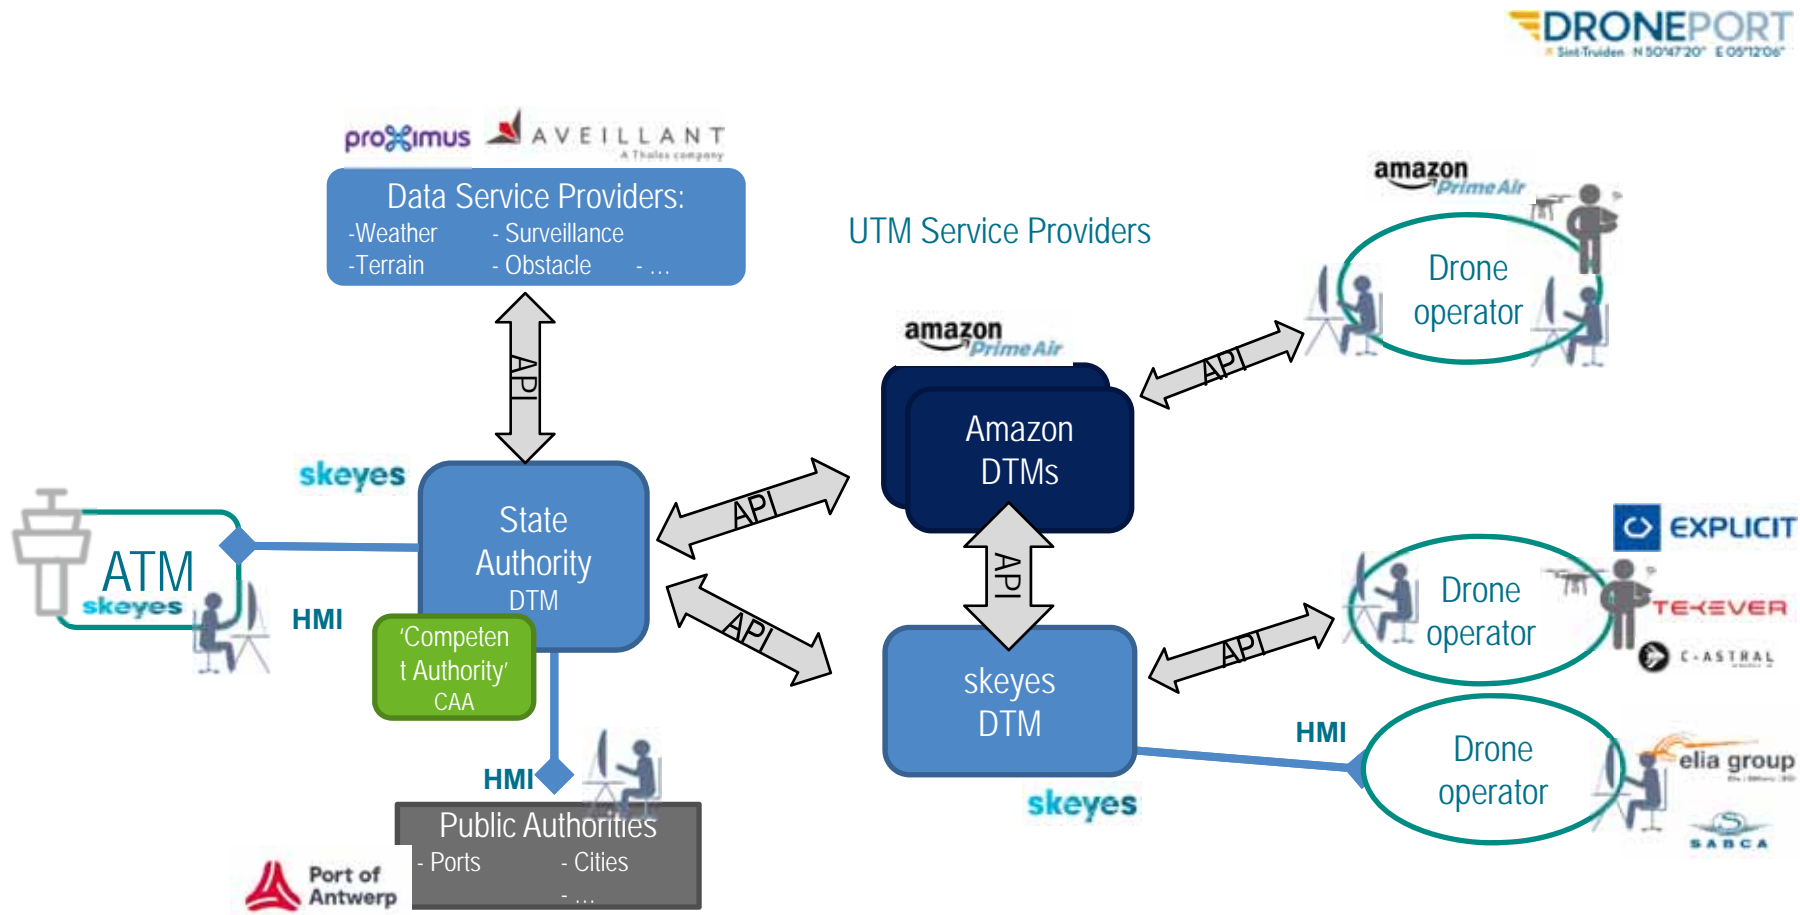 DRONEPORT
Sint-Truiden N 50°47'20" E 05°12'06"
proximus
AVEILLANT
A Thales company
Data Service Providers:
-Weather - Surveillance
-Terrain - Obstacle - ...
UTM Service Providers
amazon
Prime Air
Drone
operator
API
amazon
Prime Air
API
Amazon
DTMs
skeyes
State
Authority
DTM
API
ATM
skeyes
HMI
'Competen
t Authority'
CAA
API
API
skeyes
DTM
skeyes
API
Drone
operator
EXPLICIT
TEKEVER
C-ASTRAL
HMI
Drone
operator
elia group
SABCA
HMI
Public Authorities
- Ports - Cities
- ...
Port of
Antwerp